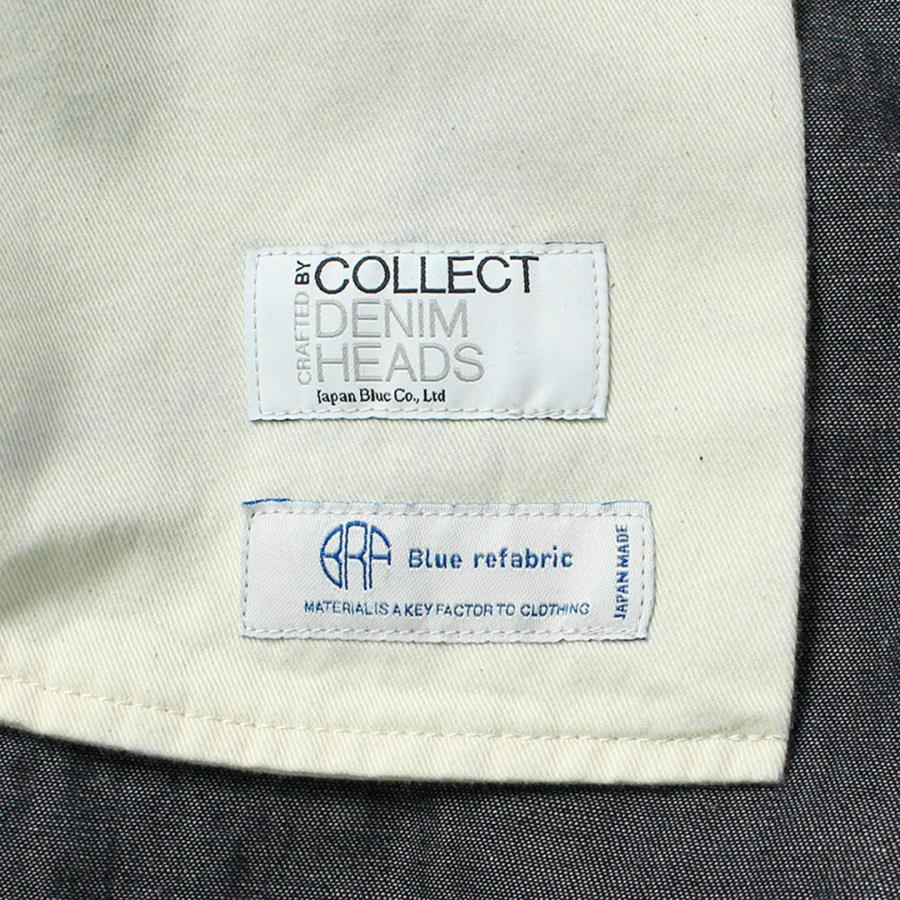 CRAFTED BY
COLLECT
DENIM
HEADS
Japan Blue Co., Ltd
BRF Blue refabric
MATERIAL IS A KEY FACTOR TO CLOTHING
JAPAN MADE